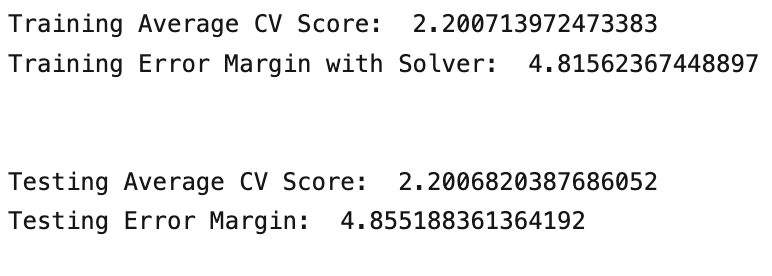 Training Average CV Score:  2.200713972473383
Training Error Margin with Solver:  4.81562367448897
Testing Average CV Score:  2.2006820387686052
Testing Error Margin:  4.855188361364192